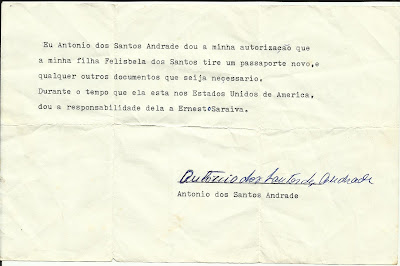 Eu Antonio dos Santos Andrade dou a minha autorização que
a minha filha Felisbela dos Santos tire um passaporte novo,e
qualquer outros documentos que seija necessario.
Durante o tempo que ela esta nos Estados Unidos de America,
dou a responsabilidade dela a Ernesto Saraiva.
Antonio dos Santos Andrade
Antonio dos Santos Andrade